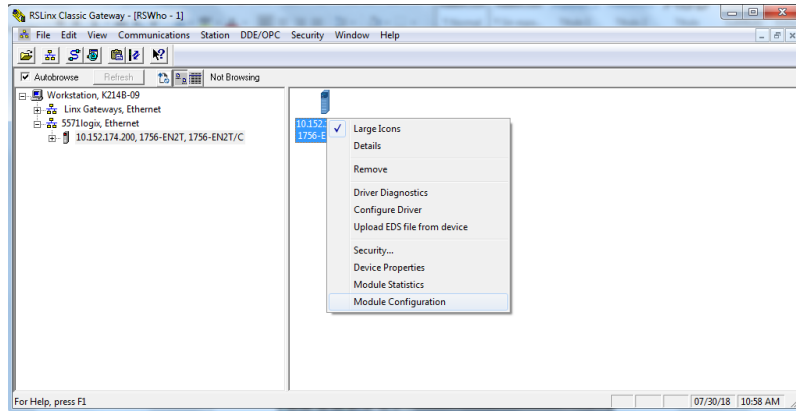 RSLinx Classic Gateway - [RSWho - 1]
File Edit View Communications Station DDE/OPC Security Window Help
Autobrowse Refresh Not Browsing
Workstation, K214B-09
Linx Gateways, Ethernet
5571logix, Ethernet
10.152.174.200, 1756-EN2T, 1756-EN2T/C
10.152.
1756-E
Large Icons
Details
Remove
Driver Diagnostics
Configure Driver
Upload EDS file from device
Security...
Device Properties
Module Statistics
Module Configuration
For Help, press F1
07/30/18 10:58 AM